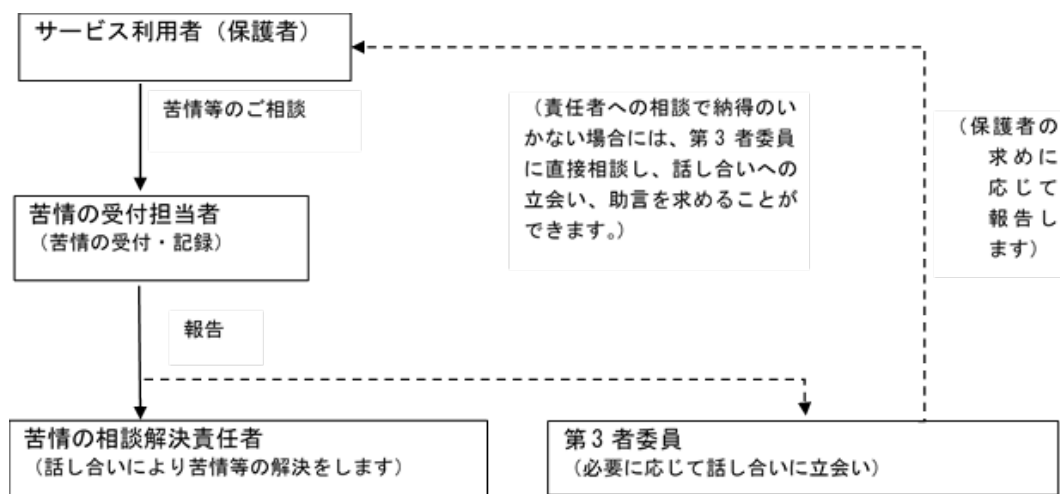 サービス利用者（保護者）
苦情等のご相談
（責任者への相談で納得のい
かない場合には、第3 者委員
に直接相談し、話し合いへの
立会い、助言を求めることが
できます。）
（保護者の
求めに
応じて
報告し
ます）
苦情の受付担当者
（苦情の受付・記録）
報告
苦情の相談解決責任者
（話し合いにより苦情等の解決をします）
第3 者委員
（必要に応じて話し合いに立会い）